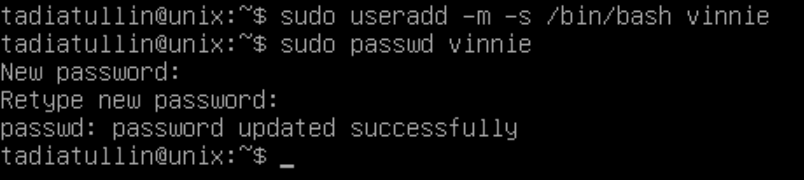 tadiatullin@unix:~$ sudo useradd -m -s /bin/bash vinnie
tadiatullin@unix:~$ sudo passwd vinnie
New password:
Retype new password:
passwd: password updated successfully
tadiatullin@unix:~$ _